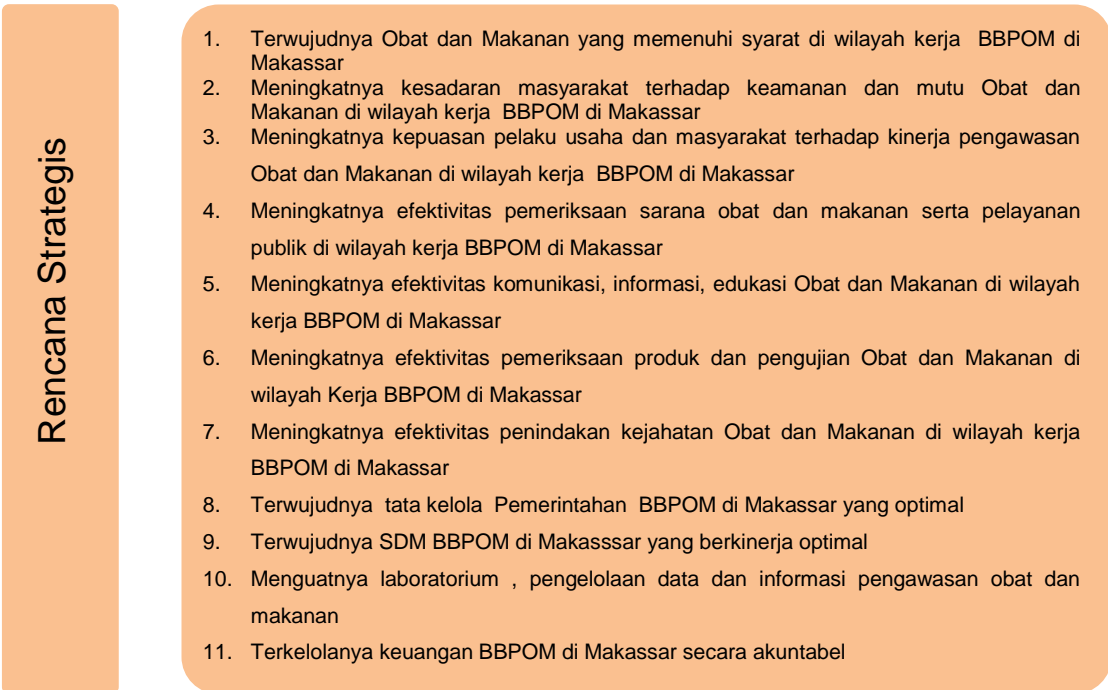 Rencana Strategis
1. Terwujudnya Obat dan Makanan yang memenuhi syarat di wilayah kerja BBPOM di
Makassar
2. Meningkatnya kesadaran masyarakat terhadap keamanan dan mutu Obat dan
Makanan di wilayah kerja BBPOM di Makassar
3. Meningkatnya kepuasan pelaku usaha dan masyarakat terhadap kinerja pengawasan
Obat dan Makanan di wilayah kerja BBPOM di Makassar
4. Meningkatnya efektivitas pemeriksaan sarana obat dan makanan serta pelayanan
publik di wilayah kerja BBPOM di Makassar
5. Meningkatnya efektivitas komunikasi, informasi, edukasi Obat dan Makanan di wilayah
kerja BBPOM di Makassar
6. Meningkatnya efektivitas pemeriksaan produk dan pengujian Obat dan Makanan di
wilayah Kerja BBPOM di Makassar
7. Meningkatnya efektivitas penindakan kejahatan Obat dan Makanan di wilayah kerja
BBPOM di Makassar
8. Terwujudnya tata kelola Pemerintahan BBPOM di Makassar yang optimal
9. Terwujudnya SDM BBPOM di Makasssar yang berkinerja optimal
10. Menguatnya laboratorium , pengelolaan data dan informasi pengawasan obat dan
makanan
11. Terkelolanya keuangan BBPOM di Makassar secara akuntabel